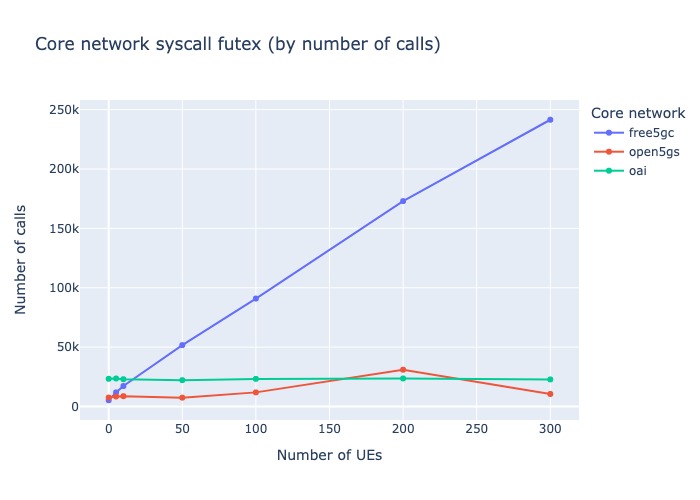 Core network syscall futex (by number of calls)
250k
200k
150k
100k
50k
0
Number of calls
0 50 100 150 200 250 300
Number of UEs
Core network
free5gc
open5gs
oai